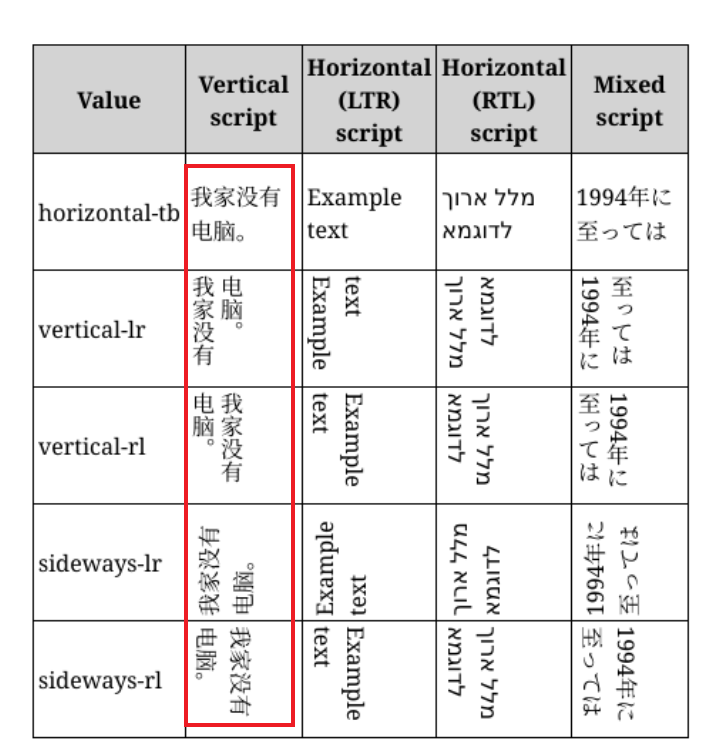 Value
Vertical
script
Horizontal
(LTR)
script
Horizontal
(RTL)
script
Mixed
script
horizontal-tb
我家没有
电脑。
Example
text
מלל ארוך
לדוגמא
1994年に
至っては
vertical-lr
我家没有
电脑。
Example
text
מלל ארוך
לדוגמא
1994年に
至っては
vertical-rl
我家没有
电脑。
Example
text
מלל ארוך
לדוגמא
1994年に
至っては
sideways-lr
我家没有
电脑。
Example
text
מלל ארוך
לדוגמא
1994年に
至っては
sideways-rl
我家没有
电脑。
Example
text
מלל ארוך
לדוגמא
1994年に
至っては